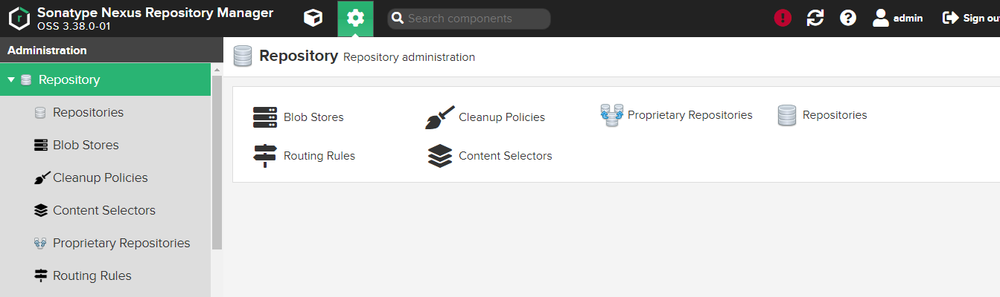 Sonatype Nexus Repository Manager
OSS 3.38.0-01
Search components
admin
Sign ou
Administration
Repository
Repositories
Blob Stores
Cleanup Policies
Content Selectors
Proprietary Repositories
Routing Rules
Repository Repository administration
Blob Stores Cleanup Policies Proprietary Repositories Repositories
Routing Rules Content Selectors